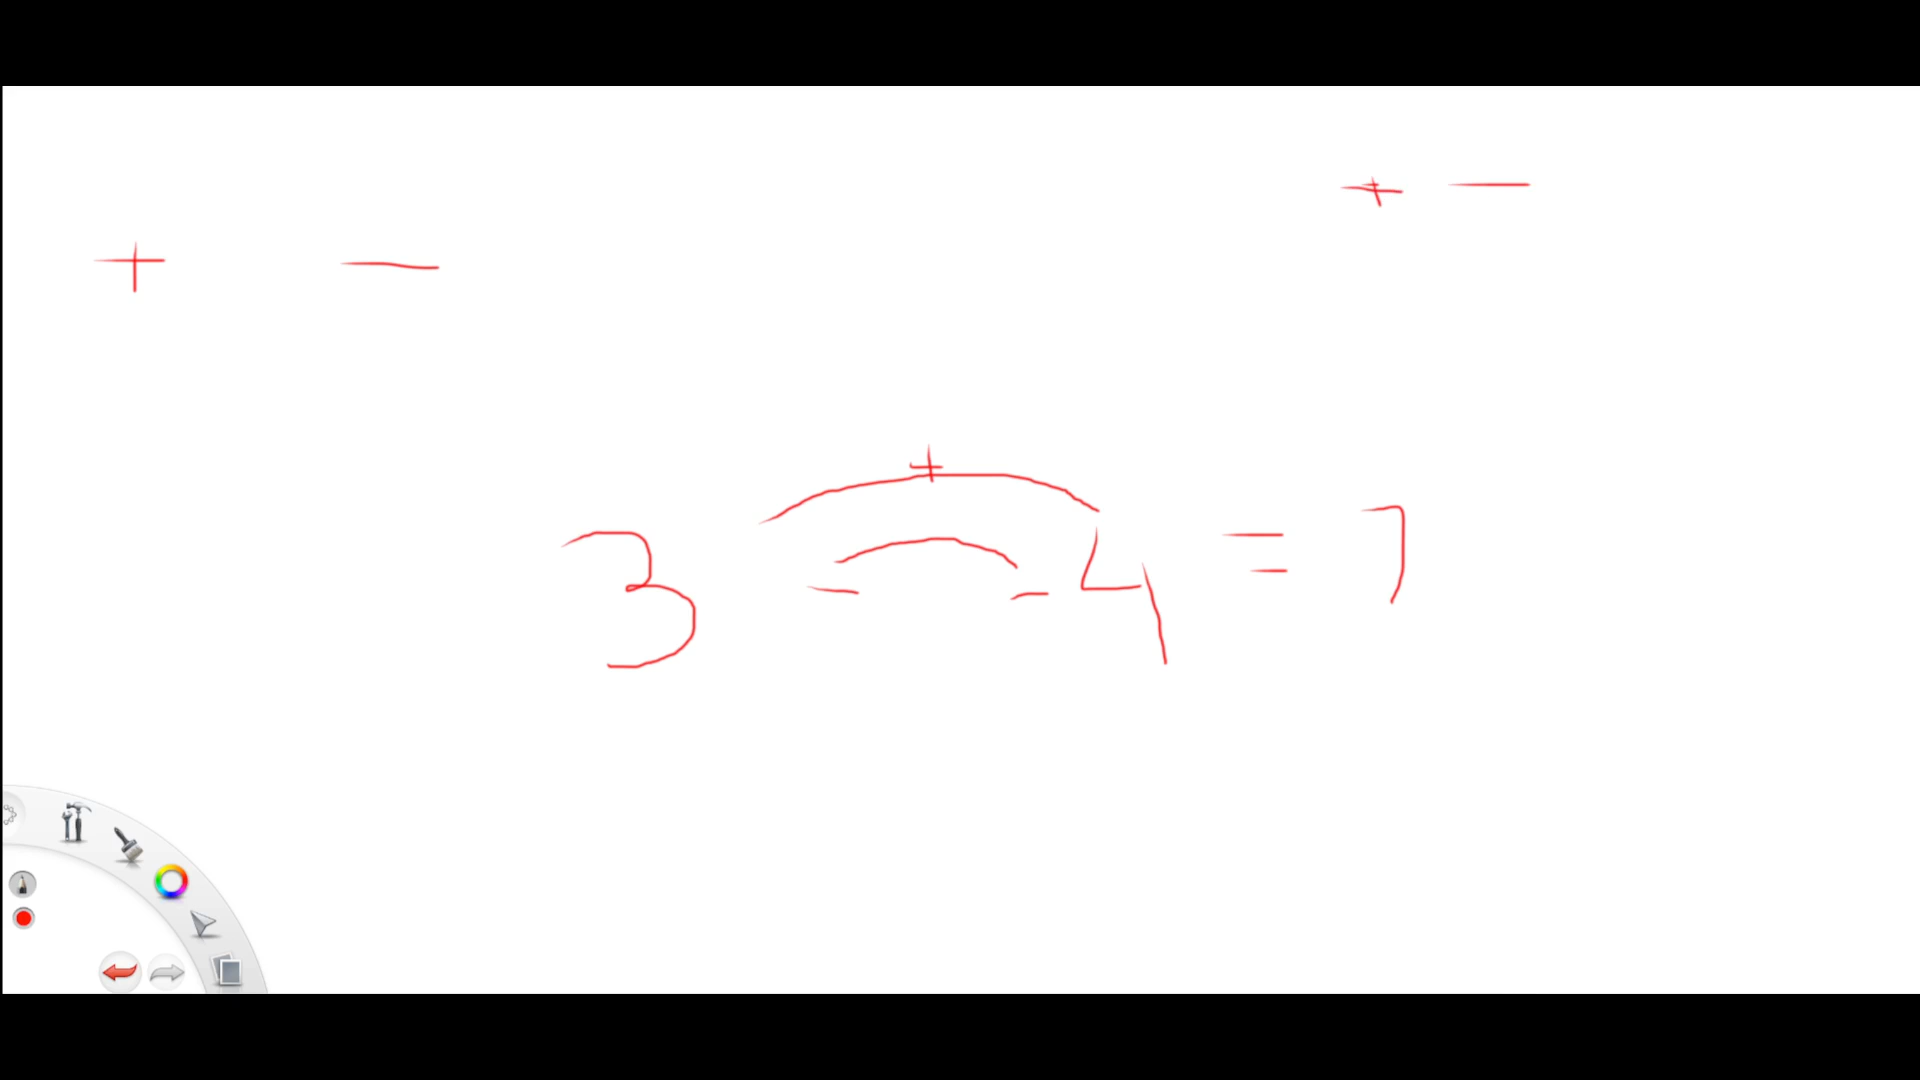 + -
+ -
+
3 - -4 = 7